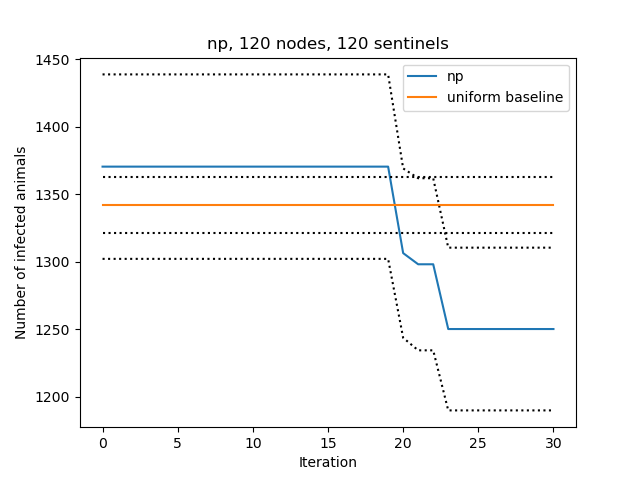 np, 120 nodes, 120 sentinels
np
uniform baseline
Number of infected animals
1450
1400
1350
1300
1250
1200
0 5 10 15 20 25 30
Iteration